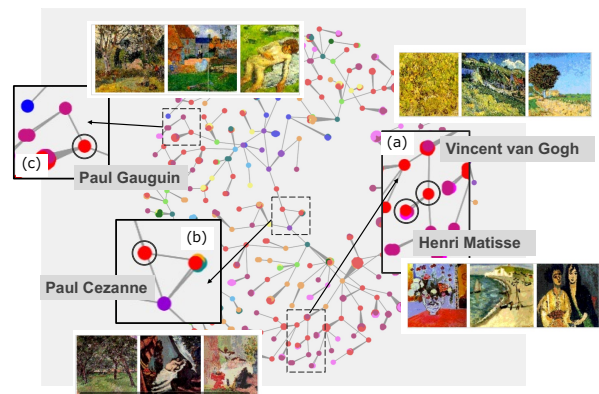 (a)
Vincent van Gogh
(c)
Paul Gauguin
(b)
Henri Matisse
Paul Cezanne